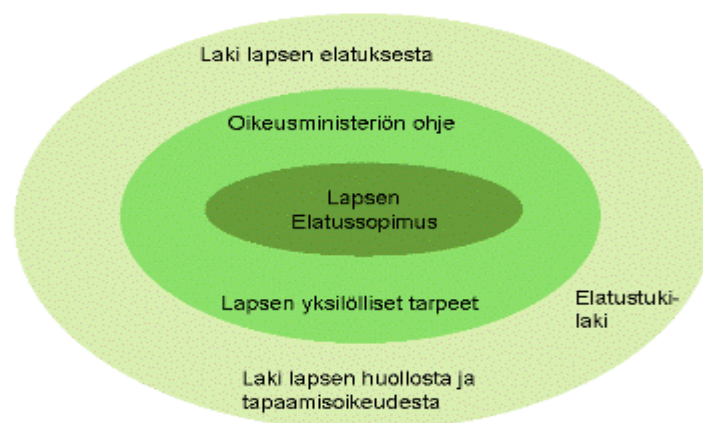 Laki lapsen elatuksesta
Oikeusministeriön ohje
Lapsen
Elatussopimus
Lapsen yksilölliset tarpeet
Elatustuki-
laki
Laki lapsen huollosta ja
tapaamisoikeudesta